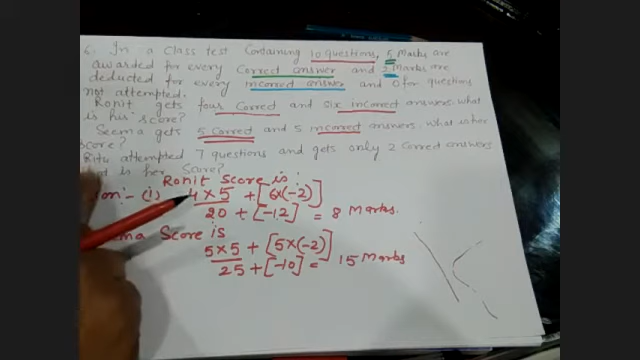 6. In a Class test Containing 10 questions, 5 Marks are
awarded for every Correct answer and 2 Marks are
deducted for every incorrect answer and 0 for questions
not attempted.
Ronit gets four Correct and six incorrect answers. what
is his score?
Seema gets 5 Correct and 5 incorrect answers. what is her
Score?
Ritu attempted 7 questions and gets only 2 Correct answers
is her Score?
Ronit Score is:
(i) 4 × 5 + [6×(-2)]
20 + [-12] = 8 Marks.
Score is
5×5 + [5×(-2)]
25 + [-10] = 15 Marks